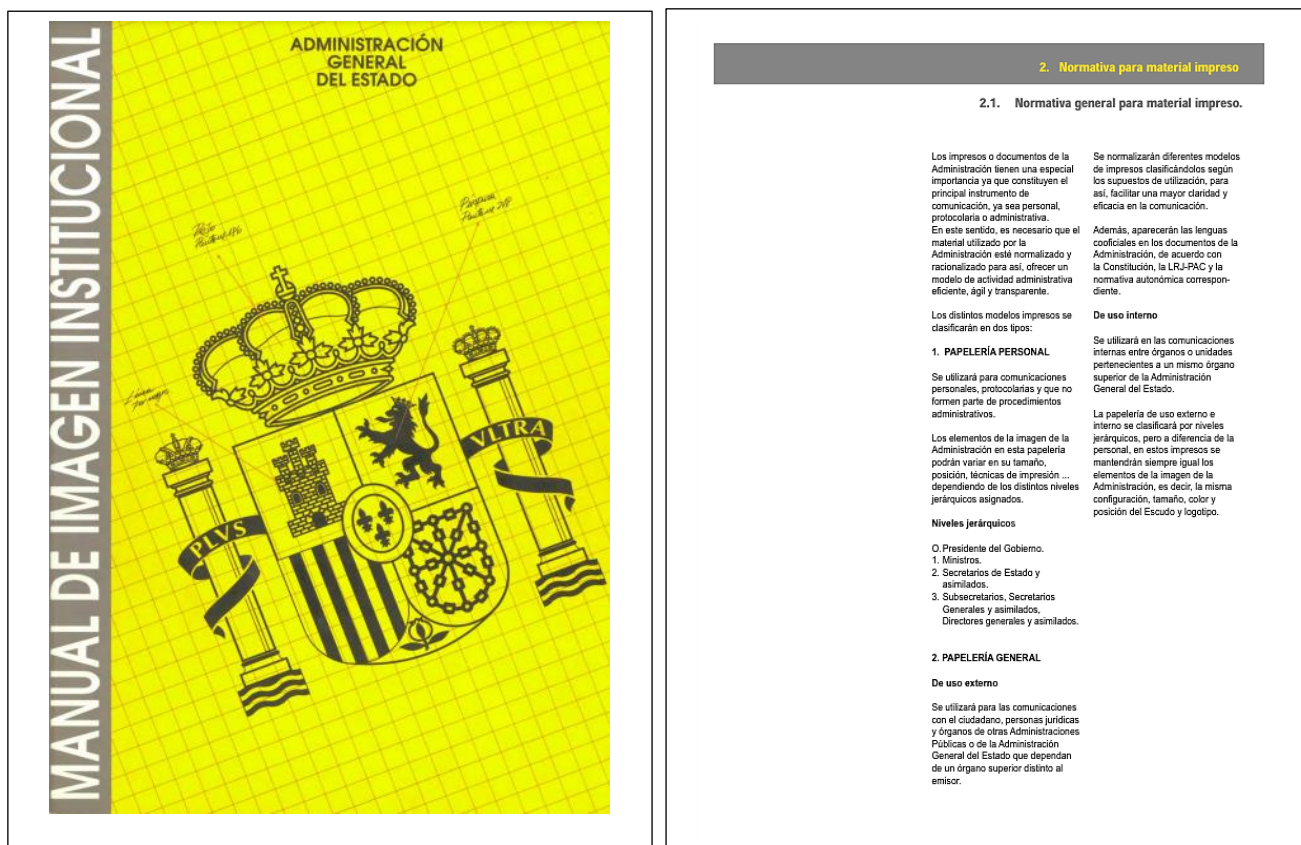 MANUAL DE IMAGEN INSTITUCIONAL
ADMINISTRACIÓN
GENERAL
DEL ESTADO
Rojo
Púrpura
PLVS
VLTRA
2. Normativa para material impreso
2.1. Normativa general para material impreso.
Los impresos o documentos de la
Administración tienen una especial
importancia ya que constituyen el
principal instrumento de
comunicación, ya sea personal,
protocolaria o administrativa.
En este sentido, es necesario que el
material utilizado por la
Administración esté normalizado y
racionalizado para así, ofrecer un
modelo de actividad administrativa
eficiente, ágil y transparente.
Los distintos modelos impresos se
clasificarán en dos tipos:
1. PAPELERÍA PERSONAL
Se utilizará para comunicaciones
personales, protocolarias y que no
formen parte de procedimientos
administrativos.
Los elementos de la imagen de la
Administración en esta papelería
podrán variar en su tamaño,
posición, técnicas de impresión ...
dependiendo de los distintos niveles
jerárquicos asignados.
Niveles jerárquicos
O. Presidente del Gobierno.
1. Ministros.
2. Secretarios de Estado y
asimilados.
3. Subsecretarios, Secretarios
Generales y asimilados,
Directores generales y asimilados.
2. PAPELERÍA GENERAL
De uso externo
Se utilizará para las comunicaciones
con el ciudadano, personas jurídicas
y órganos de otras Administraciones
Públicas o de la Administración
General del Estado que dependan
de un órgano superior distinto al
emisor.
Se normalizarán diferentes modelos
de impresos clasificándolos según
los supuestos de utilización, para
así, facilitar una mayor claridad y
eficacia en la comunicación.
Además, aparecerán las lenguas
cooficiales en los documentos de la
Administración, de acuerdo con
la Constitución, la LRJ-PAC y la
normativa autonómica correspon-
diente.
De uso interno
Se utilizará en las comunicaciones
internas entre órganos o unidades
pertenecientes a un mismo órgano
superior de la Administración
General del Estado.
La papelería de uso externo e
interno se clasificará por niveles
jerárquicos, pero a diferencia de la
personal, en estos impresos se
mantendrán siempre igual los
elementos de la imagen de la
Administración, es decir, la misma
configuración, tamaño, color y
posición del Escudo y logotipo.